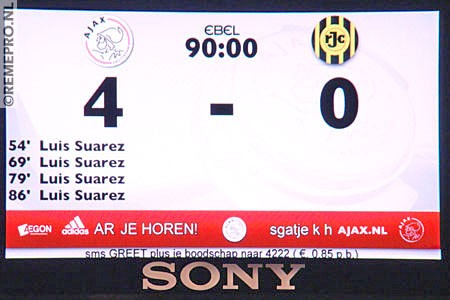 ©REMEPRO.NL
AJAX
EBEL
90:00
rJc
4 - 0
54' Luis Suarez
69' Luis Suarez
79' Luis Suarez
86' Luis Suarez
AEGON adidas AR JE HOREN! sgatje k h AJAX.NL
sms GREET plus je boodschap naar 4222 ( € 0,85 p.b.)
SONY